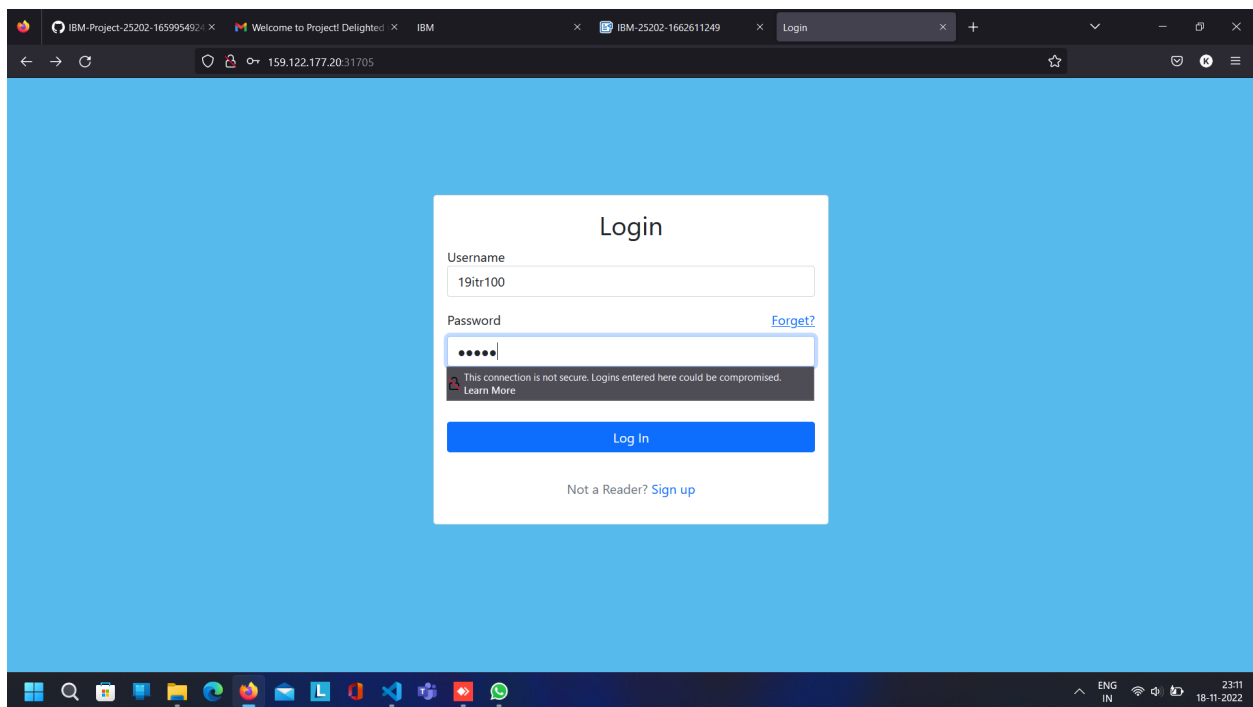 IBM-Project-25202-1659954924
Welcome to Project! Delighted
IBM
IBM-25202-1662611249
Login
159.122.177.20:31705
K
Login
Username
19itr100
Password Forget?
This connection is not secure. Logins entered here could be compromised.
Learn More
Log In
Not a Reader? Sign up
L
ENG
IN
23:11
18-11-2022